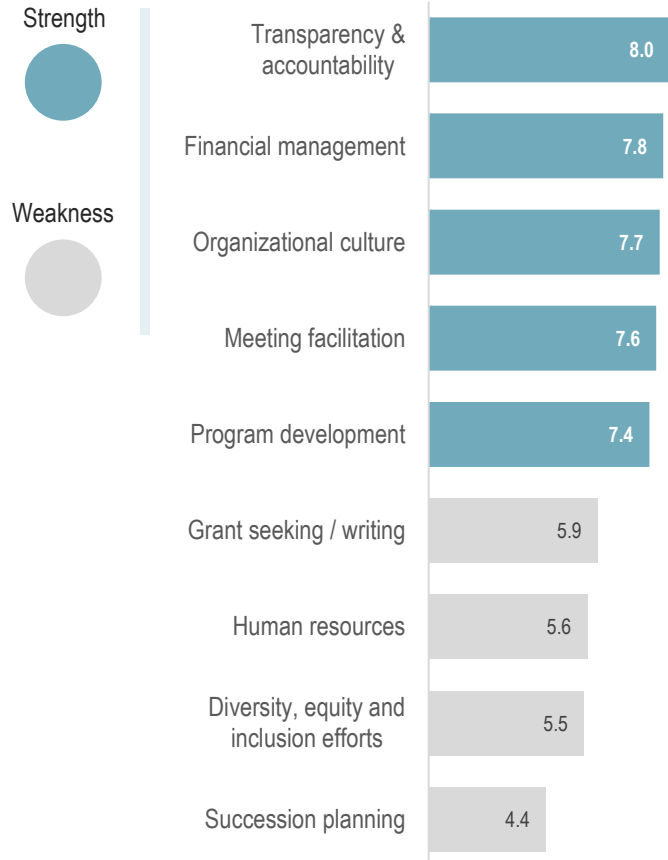 Strength
Weakness
Transparency &
accountability
8.0
Financial management
7.8
Organizational culture
7.7
Meeting facilitation
7.6
Program development
7.4
Grant seeking / writing
5.9
Human resources
5.6
Diversity, equity and
inclusion efforts
5.5
Succession planning
4.4